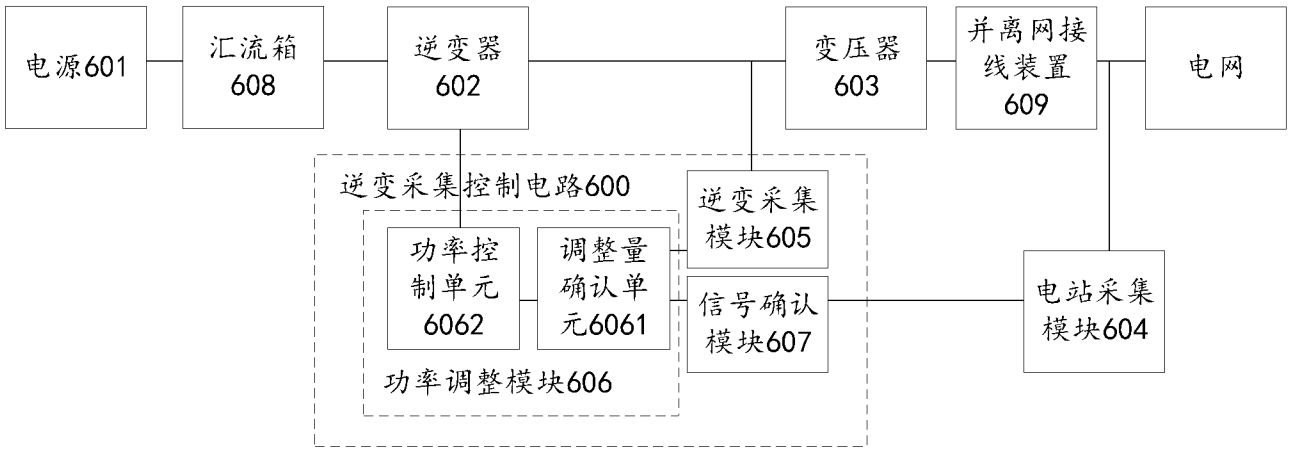 电源601
汇流箱
608
逆变器
602
变压器
603
并离网接
线装置
609
电网
逆变采集控制电路600
逆变采集
模块605
功率控
制单元
6062
调整量
确认单
元6061
信号确认
模块607
电站采集
模块604
功率调整模块606